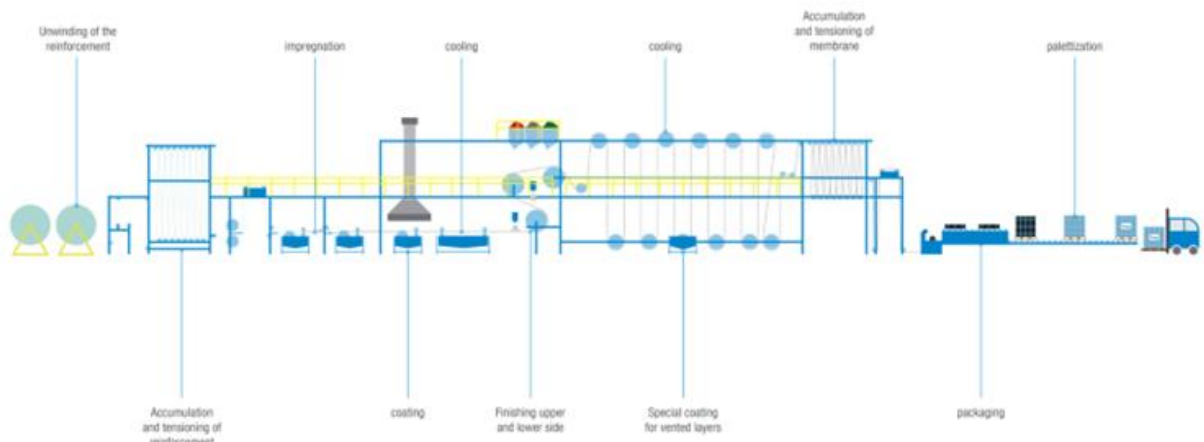 Unwinding of the
reinforcement
impregnation
cooling
cooling
Accumulation
and tensioning of
membrane
palettization
Accumulation
and tensioning of
reinforcement
coating
Finishing upper
and lower side
Special coating
for vented layers
packaging